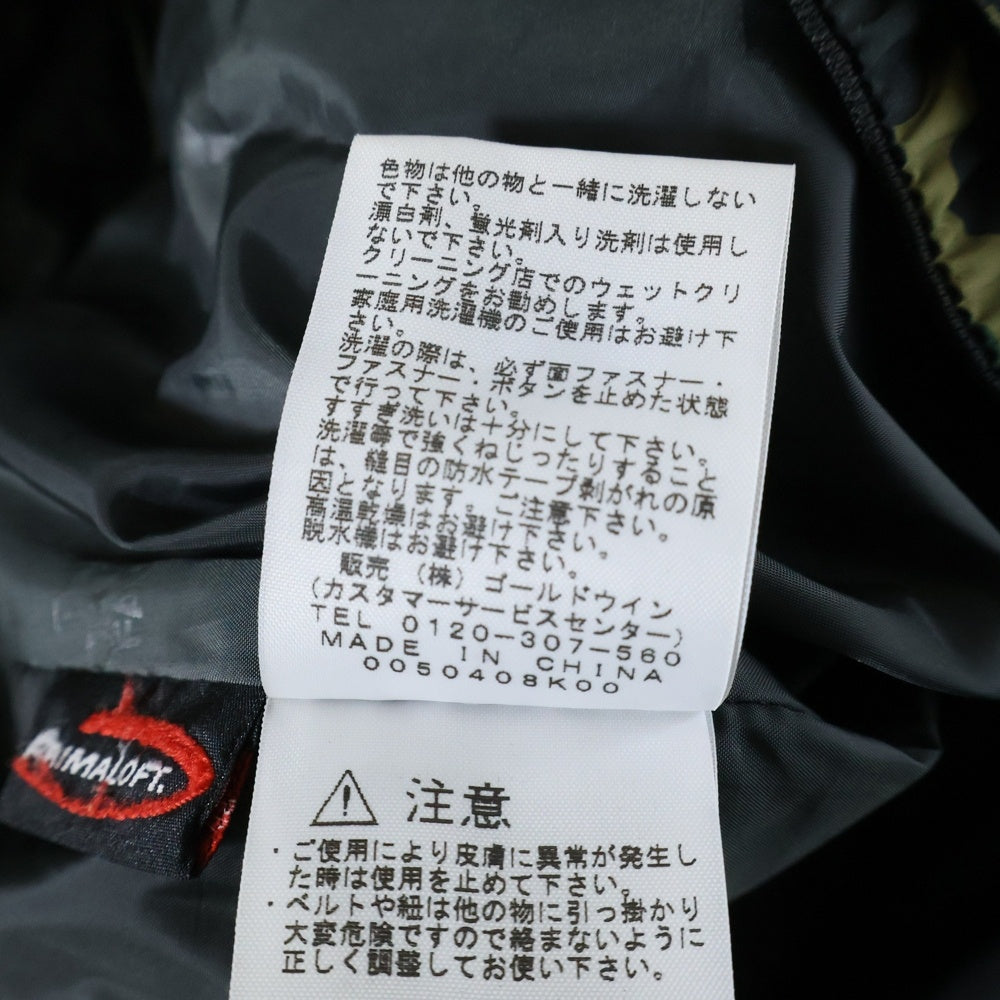 色物は他の物と一緒に洗濯しない
で下さい。
漂白剤、蛍光剤入り洗剤は使用し
ないで下さい。
クリーニング店でのウェットクリ
ーニングをお勧めします。
家庭用洗濯機のご使用はお避け下
さい。
洗濯の際は、必ず面ファスナー・
ファスナー・ボタンを止めた状態
で行って下さい。
すすぎ洗いは十分にして下さい。
洗濯等で強くねじったりすること
は、縫目の防水テープ剥がれの原
因となります。ご注意下さい。
高温乾燥はお避け下さい。
脱水機はお避け下さい。
販売 (株)ゴールドウイン
(カスタマーサービスセンター)
TEL 0120-307-560
MADE IN CHINA
0050408K00
PRIMALOFT.
注意
・ご使用により皮膚に異常が発生し
た時は使用を止めて下さい。
・ベルトや紐は他の物に引っ掛かり
大変危険ですので絡まないように
正しく調整してお使い下さい。